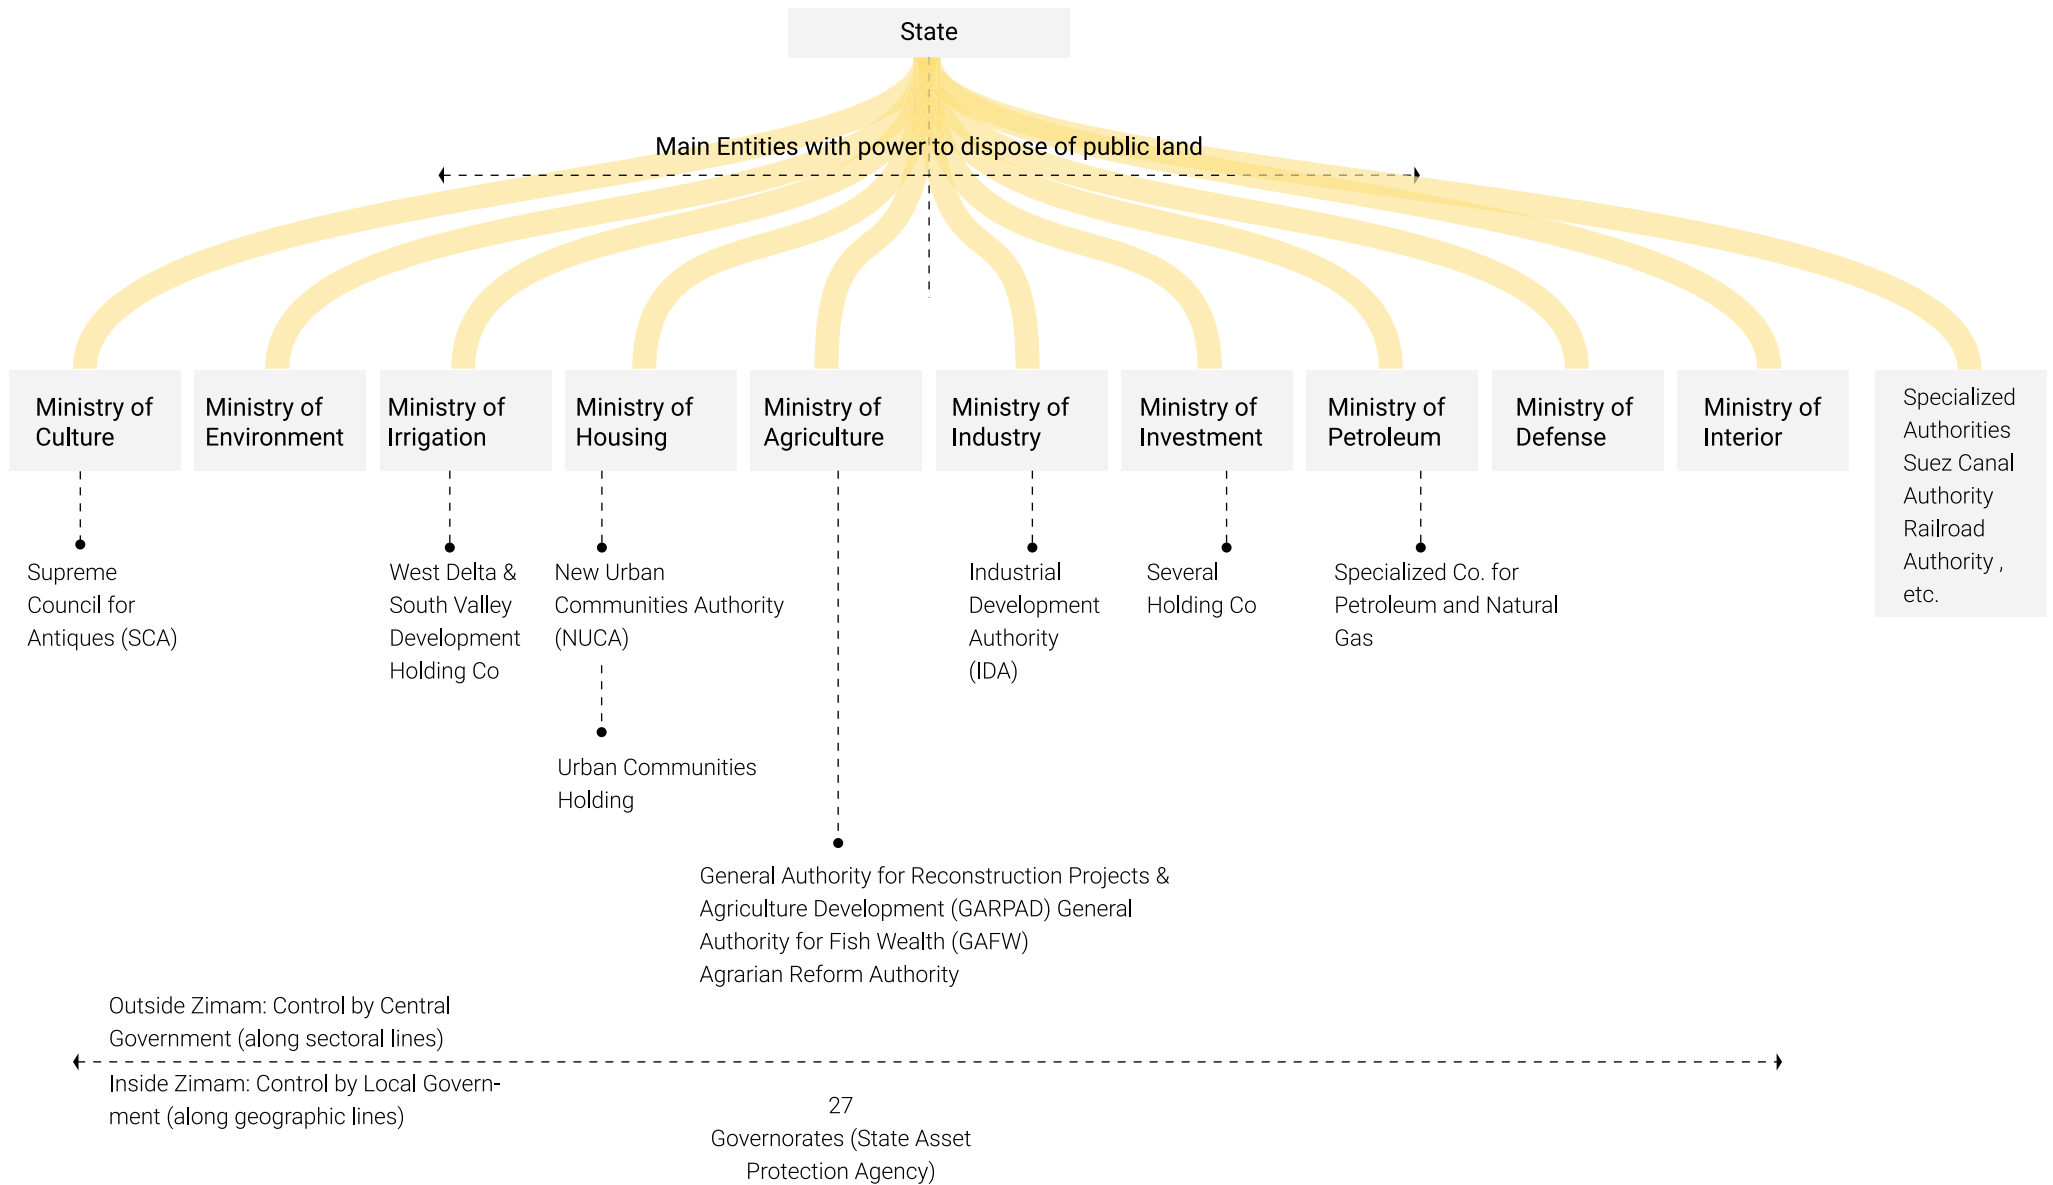 State
Main Entities with power to dispose of public land
Ministry of
Culture
Ministry of
Environment
Ministry of
Irrigation
Ministry of
Housing
Ministry of
Agriculture
Ministry of
Industry
Ministry of
Investment
Ministry of
Petroleum
Ministry of
Defense
Ministry of
Interior
Specialized
Authorities
Suez Canal
Authority
Railroad
Authority ,
etc.
Supreme
Council for
Antiques (SCA)
West Delta &
South Valley
Development
Holding Co
New Urban
Communities Authority
(NUCA)
Urban Communities
Holding
General Authority for Reconstruction Projects &
Agriculture Development (GARPAD) General
Authority for Fish Wealth (GAFW)
Agrarian Reform Authority
Industrial
Development
Authority
(IDA)
Several
Holding Co
Specialized Co. for
Petroleum and Natural
Gas
Outside Zimam: Control by Central
Government (along sectoral lines)
Inside Zimam: Control by Local Govern-
ment (along geographic lines)
27
Governorates (State Asset
Protection Agency)